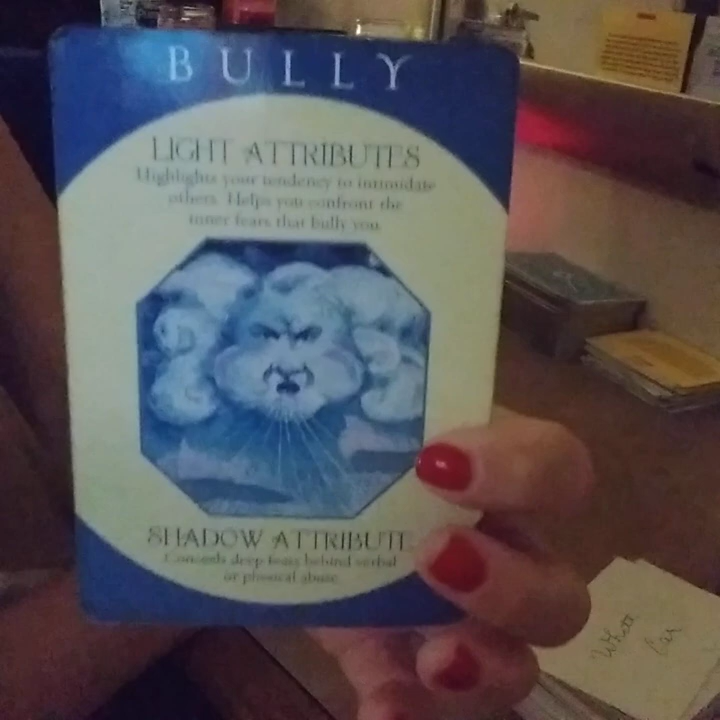 BULLY
LIGHT ATTRIBUTES
Highlights your tendency to intimidate
others. Helps you confront the
inner fears that bully you.
SHADOW ATTRIBUTE
Conceals deep fears behind verbal
or physical abuse.
White